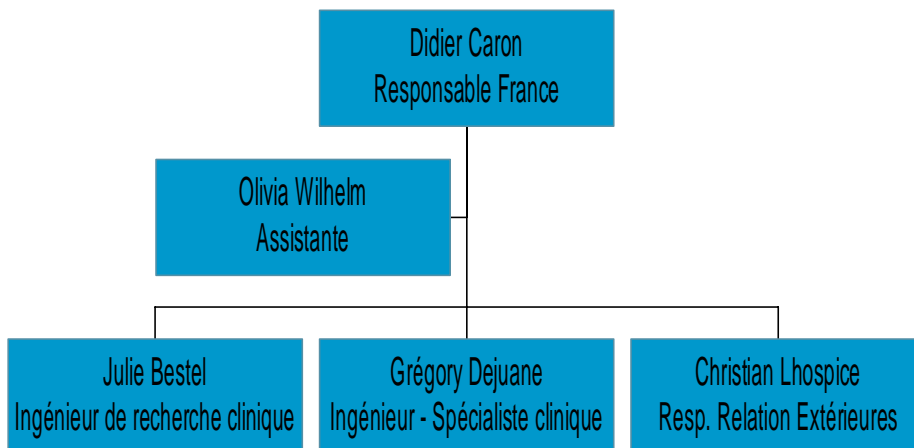 Didier Caron
Responsable France
Olivia Wilhelm
Assistante
Julie Bestel
Ingénieur de recherche clinique
Grégory Dejuane
Ingénieur - Spécialiste clinique
Christian Lhospice
Resp. Relation Extérieures